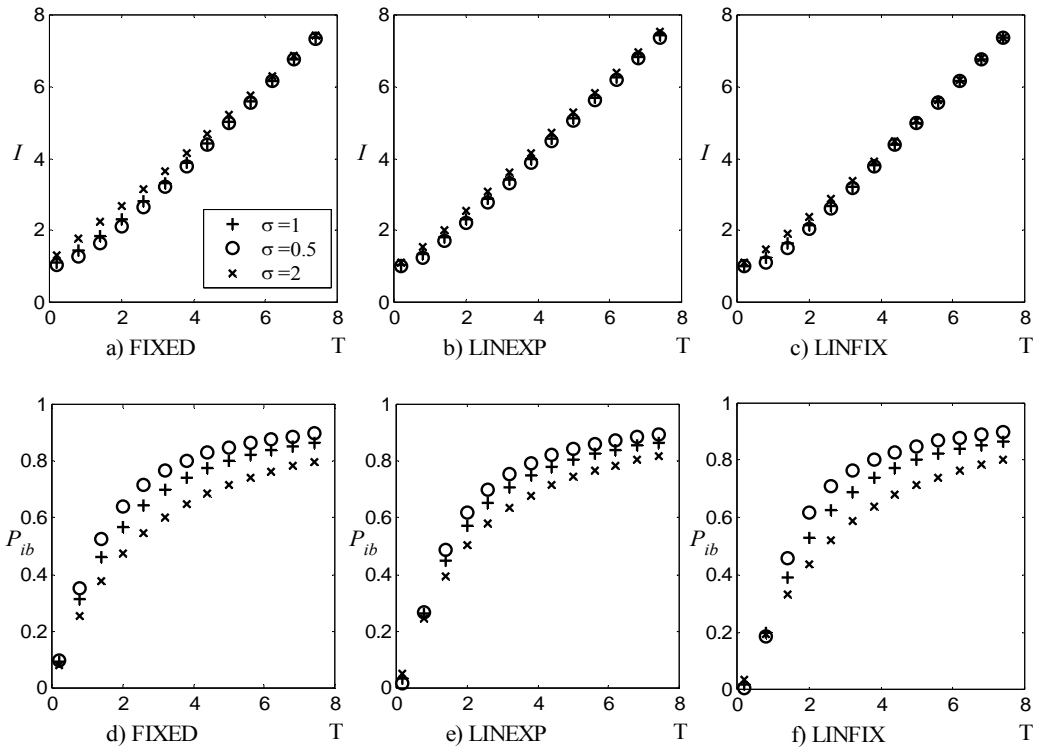 8
6
I
4
2
0
0 2 4 6 8
+ σ=1
o σ=0.5
× σ=2
a) FIXED T
8
6
I
4
2
0
0 2 4 6 8
b) LINEXP T
8
6
I
4
2
0
0 2 4 6 8
c) LINFIX T
1
0.8
0.6
P_ib
0.4
0.2
0
0 2 4 6 8
d) FIXED T
1
0.8
0.6
P_ib
0.4
0.2
0
0 2 4 6 8
e) LINEXP T
1
0.8
0.6
P_ib
0.4
0.2
0
0 2 4 6 8
f) LINFIX T